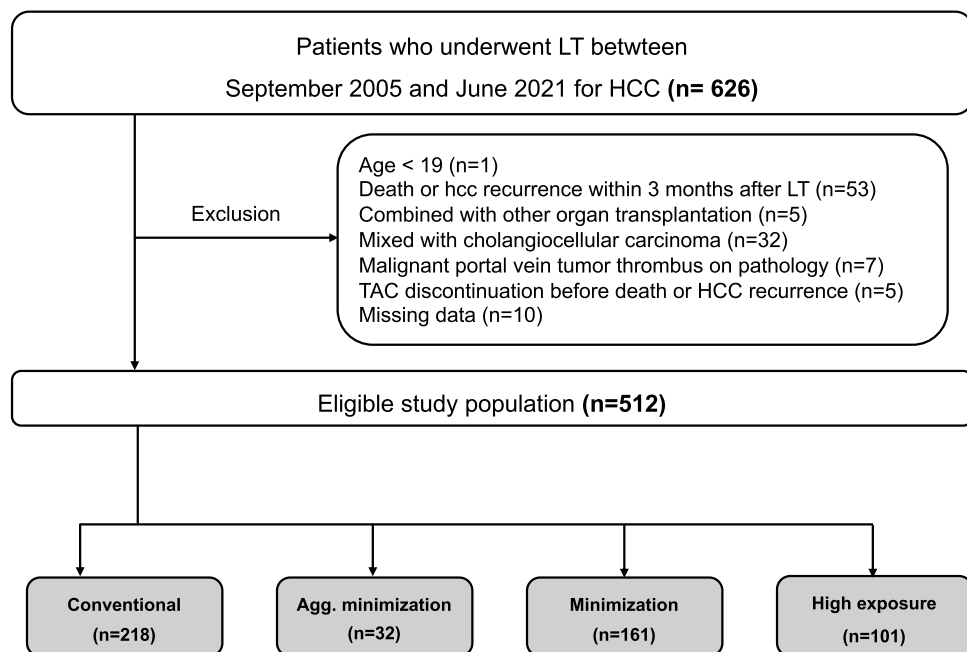 Patients who underwent LT betwteen
September 2005 and June 2021 for HCC (n= 626)
Exclusion
Age < 19 (n=1)
Death or hcc recurrence within 3 months after LT (n=53)
Combined with other organ transplantation (n=5)
Mixed with cholangiocellular carcinoma (n=32)
Malignant portal vein tumor thrombus on pathology (n=7)
TAC discontinuation before death or HCC recurrence (n=5)
Missing data (n=10)
Eligible study population (n=512)
Conventional
(n=218)
Agg. minimization
(n=32)
Minimization
(n=161)
High exposure
(n=101)